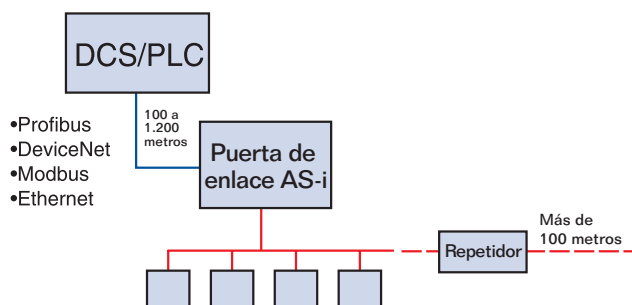 DCS/PLC
100 a
1.200
metros
•Profibus
•DeviceNet
•Modbus
•Ethernet
Puerta de
enlace AS-i
Repetidor
Más de
100 metros